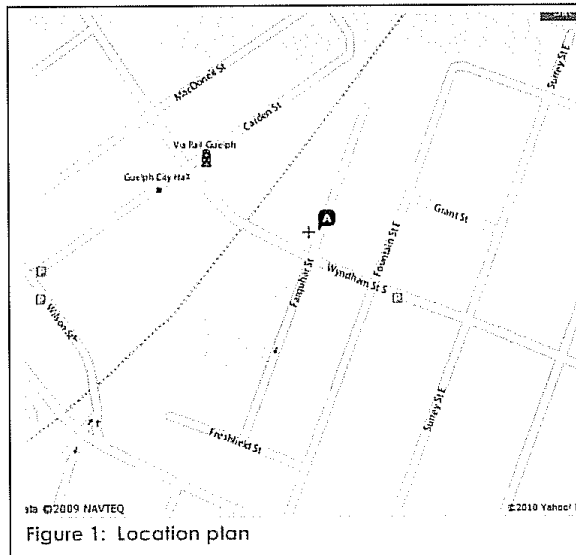 Surrey St E
MacDonell St
Carden St
Via Rail Guelph
Guelph City Hall
A
Grant St
Fountain St E
Farquhar St
Wyndham St S
P
P
P
Wilson St
Surrey St E
Freshfield St
ata ©2009 NAVTEQ
©2010 Yahoo!
Figure 1: Location plan